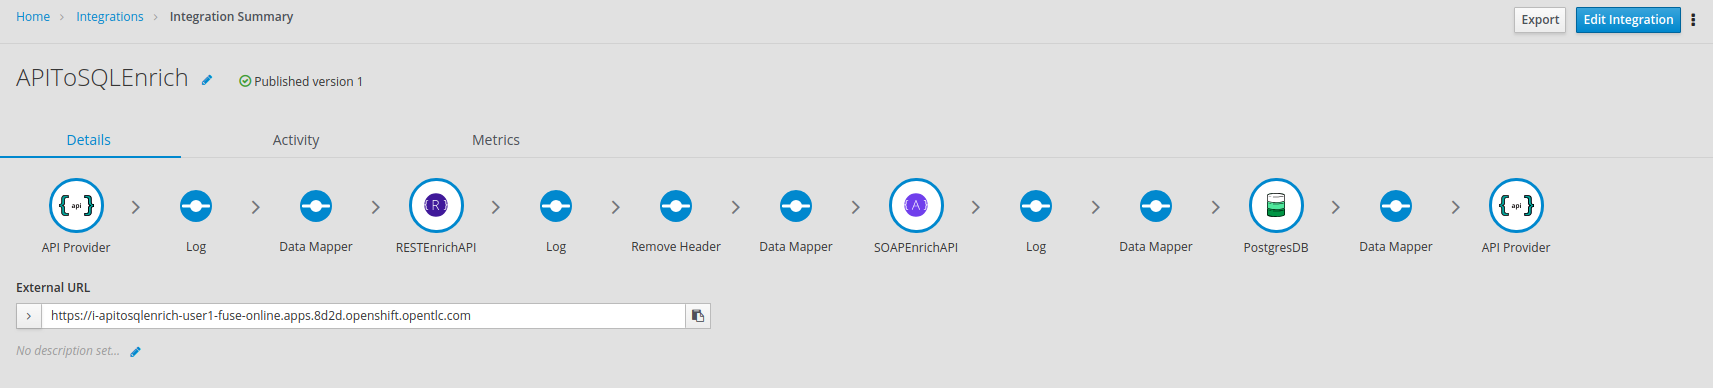 Home > Integrations > Integration Summary
Export Edit Integration
APIToSQLEnrich Published version 1
Details Activity Metrics
{api} R A {api}
API Provider Log Data Mapper RESTEnrichAPI Log Remove Header Data Mapper SOAPEnrichAPI Log Data Mapper PostgresDB Data Mapper API Provider
External URL
https://i-apitosqlenrich-user1-fuse-online.apps.8d2d.openshift.opentlc.com
No description set...